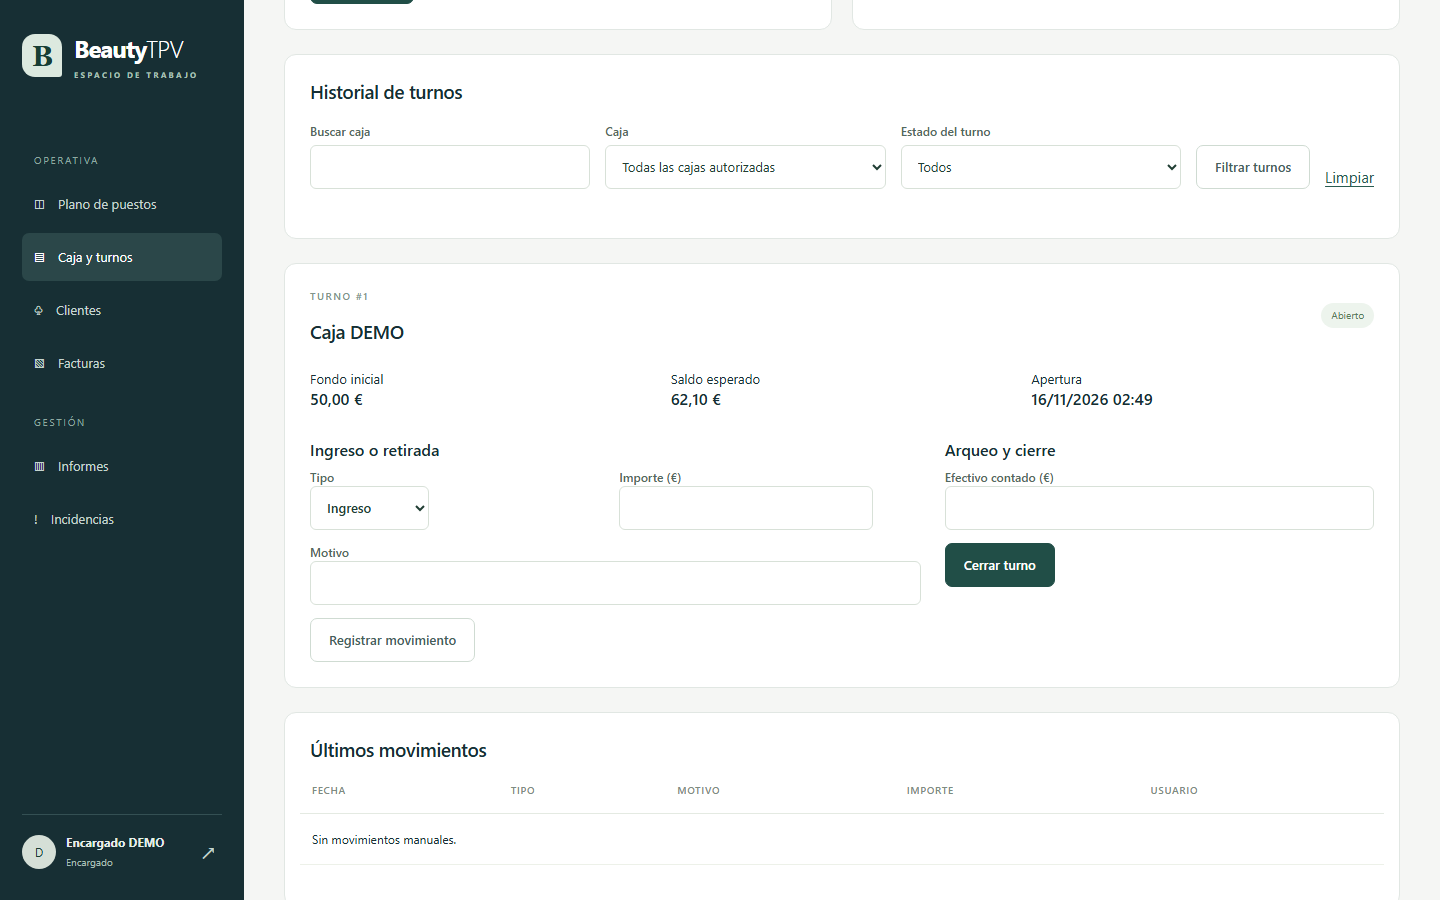 B
BeautyTPV
ESPACIO DE TRABAJO
OPERATIVA
Plano de puestos
Caja y turnos
Clientes
Facturas
GESTIÓN
Informes
! Incidencias
D
Encargado DEMO
Encargado
Historial de turnos
Buscar caja
Caja
Estado del turno
Todas las cajas autorizadas
Todos
Filtrar turnos
Limpiar
TURNO #1
Caja DEMO
Abierto
Fondo inicial
50,00 €
Saldo esperado
62,10 €
Apertura
16/11/2026 02:49
Ingreso o retirada
Tipo
Importe (€)
Ingreso
Motivo
Registrar movimiento
Arqueo y cierre
Efectivo contado (€)
Cerrar turno
Últimos movimientos
FECHA TIPO MOTIVO IMPORTE USUARIO
Sin movimientos manuales.